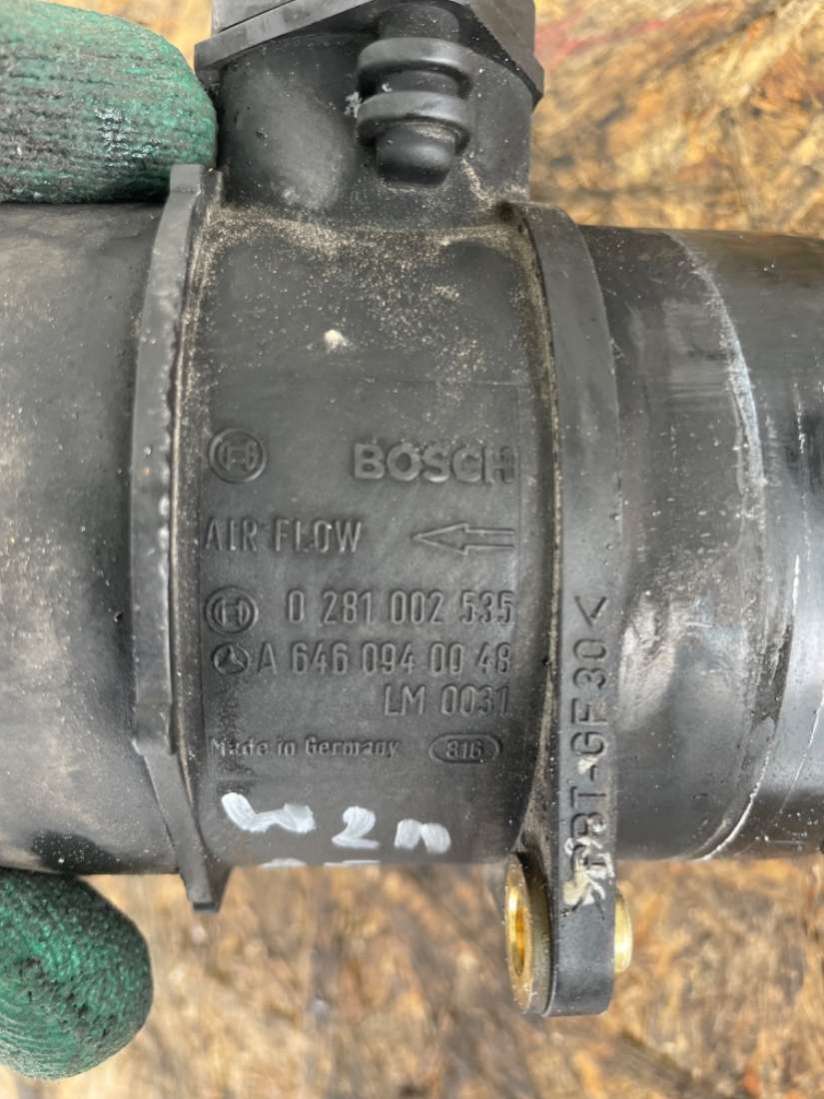 BOSCH
AIR FLOW
0 281 002 535
A 646 094 00 48
LM 0031
Made in Germany 816
>PBT-GF30<
W2